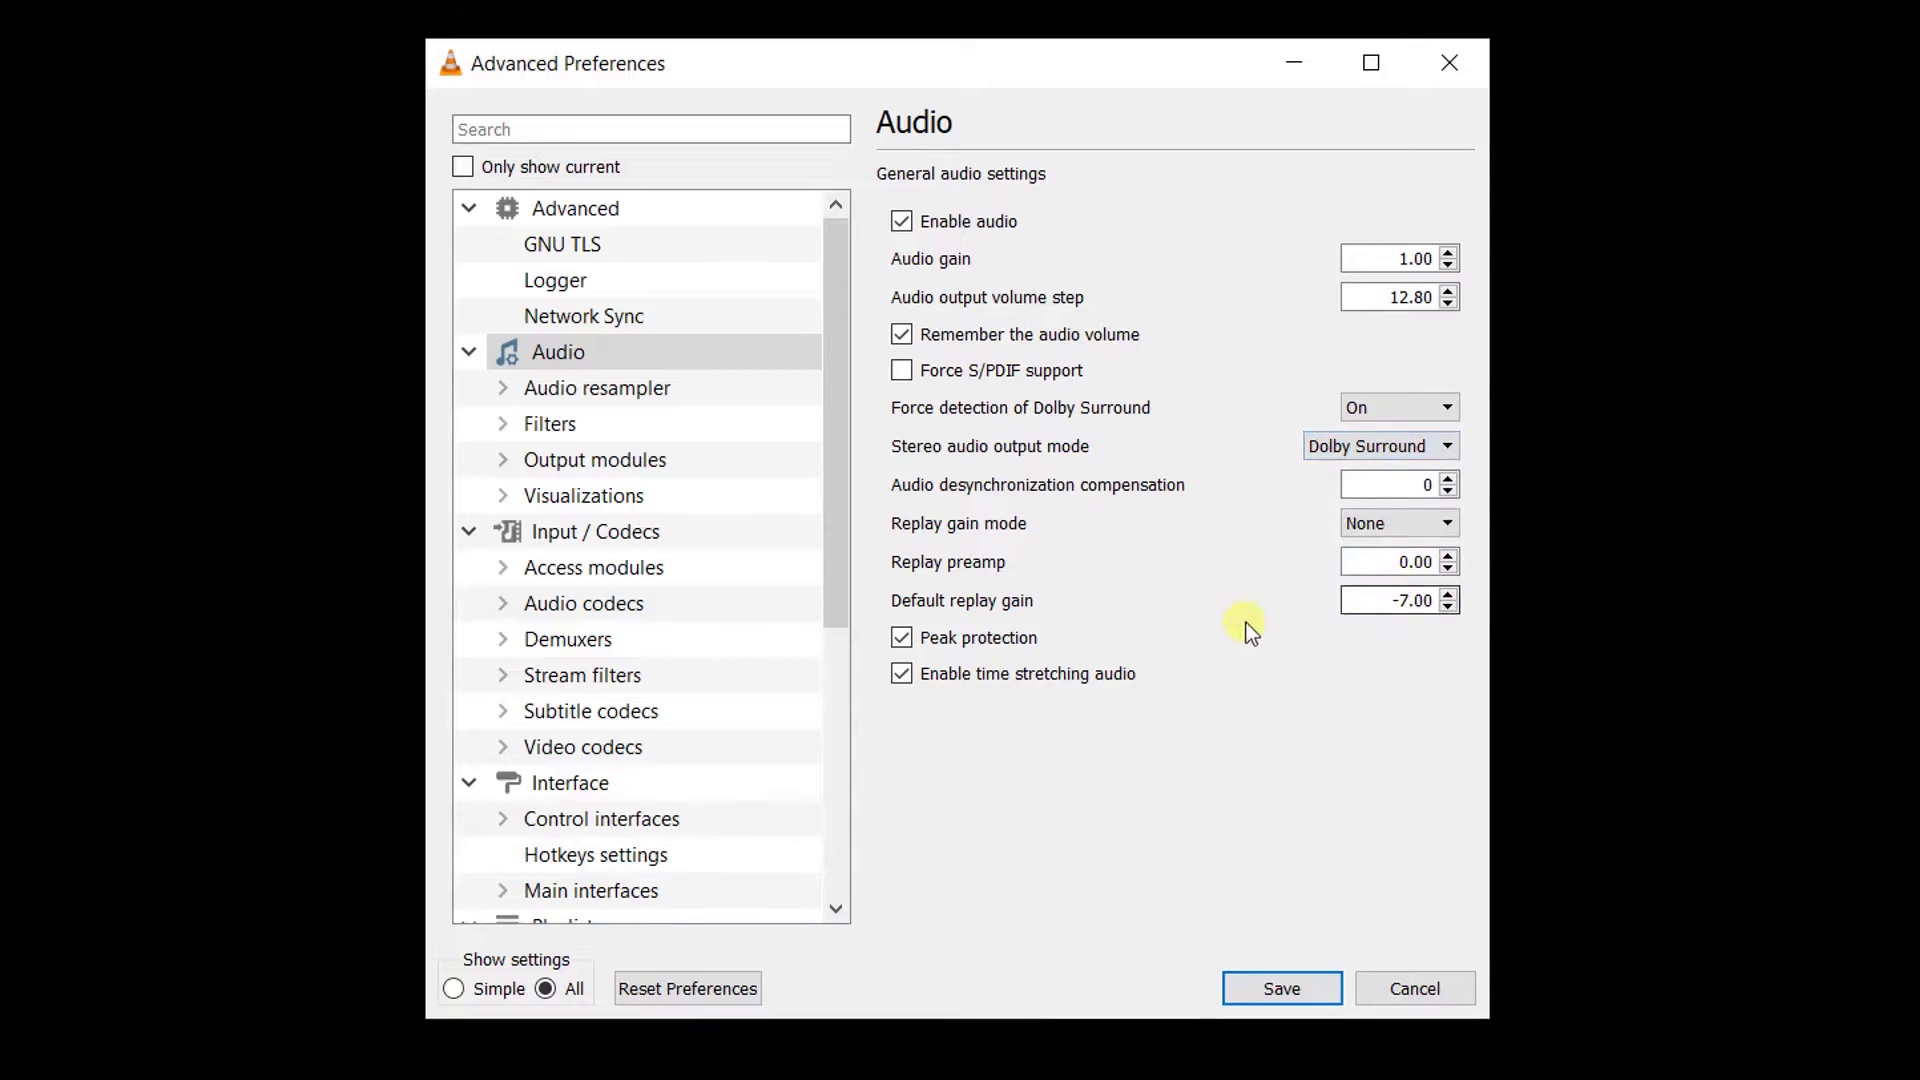 Advanced Preferences
Search
Only show current
Advanced
GNU TLS
Logger
Network Sync
Audio
Audio resampler
Filters
Output modules
Visualizations
Input / Codecs
Access modules
Audio codecs
Demuxers
Stream filters
Subtitle codecs
Video codecs
Interface
Control interfaces
Hotkeys settings
Main interfaces
Audio
General audio settings
Enable audio
Audio gain 1.00
Audio output volume step 12.80
Remember the audio volume
Force S/PDIF support
Force detection of Dolby Surround On
Stereo audio output mode Dolby Surround
Audio desynchronization compensation 0
Replay gain mode None
Replay preamp 0.00
Default replay gain -7.00
Peak protection
Enable time stretching audio
Show settings
Simple All
Reset Preferences
Save Cancel